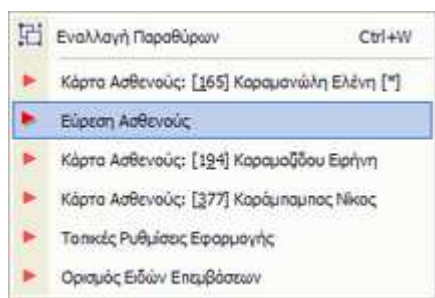 Εναλλαγή Παραθύρων Ctrl+W
Κάρτα Ασθενούς: [165] Καραμανώλη Ελένη [*]
Εύρεση Ασθενούς
Κάρτα Ασθενούς: [194] Καραμαζίδου Ειρήνη
Κάρτα Ασθενούς: [377] Καράμπαμπας Νίκος
Τοπικές Ρυθμίσεις Εφαρμογής
Ορισμός Ειδών Επεμβάσεων